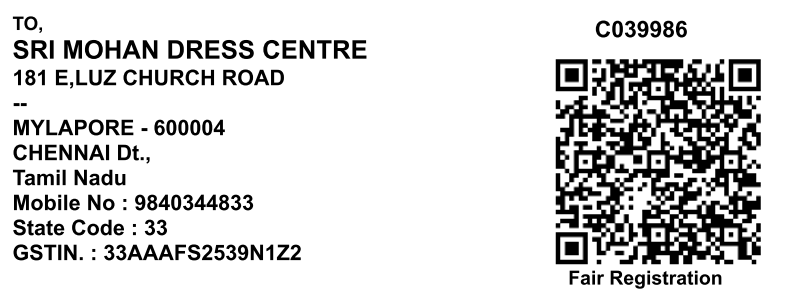 TO,
SRI MOHAN DRESS CENTRE
181 E,LUZ CHURCH ROAD
--
MYLAPORE - 600004
CHENNAI Dt.,
Tamil Nadu
Mobile No : 9840344833
State Code : 33
GSTIN. : 33AAAFS2539N1Z2
C039986
Fair Registration